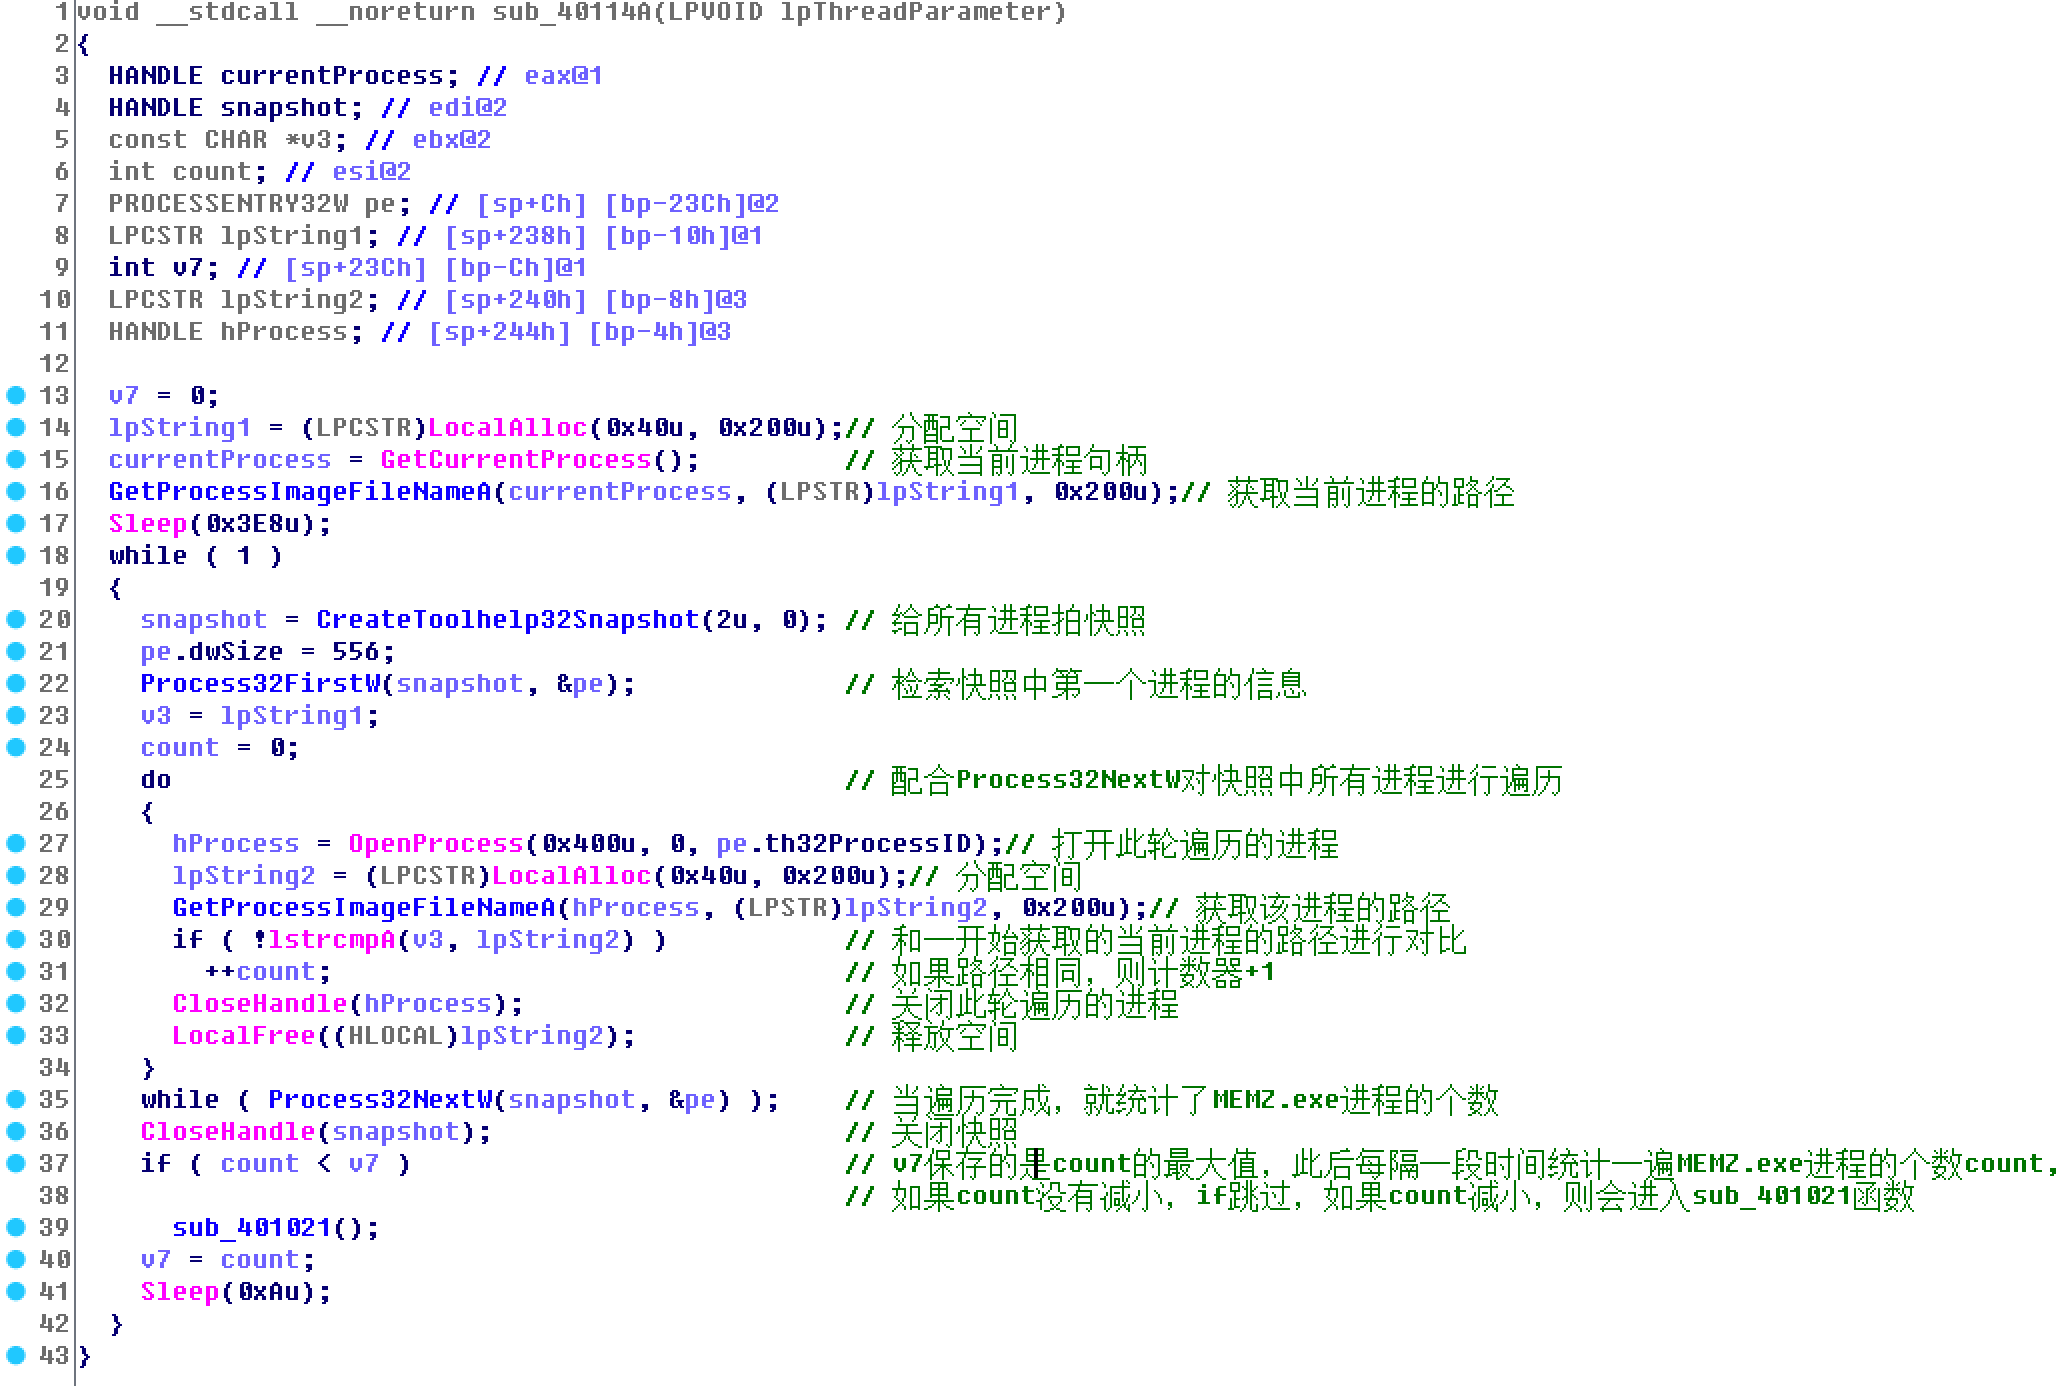 1 void __stdcall __noreturn sub_40114A(LPVOID lpThreadParameter)
2 {
3 HANDLE currentProcess; // eax@1
4 HANDLE snapshot; // edi@2
5 const CHAR *v3; // ebx@2
6 int count; // esi@2
7 PROCESSENTRY32W pe; // [sp+Ch] [bp-23Ch]@2
8 LPCSTR lpString1; // [sp+238h] [bp-10h]@1
9 int v7; // [sp+23Ch] [bp-Ch]@1
10 LPCSTR lpString2; // [sp+240h] [bp-8h]@3
11 HANDLE hProcess; // [sp+244h] [bp-4h]@3
12
13 v7 = 0;
14 lpString1 = (LPCSTR)LocalAlloc(0x40u, 0x200u);// 分配空间
15 currentProcess = GetCurrentProcess(); // 获取当前进程句柄
16 GetProcessImageFileNameA(currentProcess, (LPSTR)lpString1, 0x200u);// 获取当前进程的路径
17 Sleep(0x3E8u);
18 while ( 1 )
19 {
20 snapshot = CreateToolhelp32Snapshot(2u, 0); // 给所有进程拍快照
21 pe.dwSize = 556;
22 Process32FirstW(snapshot, &pe); // 检索快照中第一个进程的信息
23 v3 = lpString1;
24 count = 0;
25 do // 配合Process32NextW对快照中所有进程进行遍历
26 {
27 hProcess = OpenProcess(0x400u, 0, pe.th32ProcessID);// 打开此轮遍历的进程
28 lpString2 = (LPCSTR)LocalAlloc(0x40u, 0x200u);// 分配空间
29 GetProcessImageFileNameA(hProcess, (LPSTR)lpString2, 0x200u);// 获取该进程的路径
30 if ( !lstrcmpA(v3, lpString2) ) // 和一开始获取的当前进程的路径进行对比
31 ++count; // 如果路径相同，则计数器+1
32 CloseHandle(hProcess); // 关闭此轮遍历的进程
33 LocalFree((HLOCAL)lpString2); // 释放空间
34 }
35 while ( Process32NextW(snapshot, &pe) ); // 当遍历完成，就统计了MEMZ.exe进程的个数
36 CloseHandle(snapshot); // 关闭快照
37 if ( count < v7 ) // v7保存的是count的最大值，此后每隔一段时间统计一遍MEMZ.exe进程的个数count,
38 // 如果count没有减小，if跳过，如果count减小，则会进入sub_401021函数
39 sub_401021();
40 v7 = count;
41 Sleep(0xAu);
42 }
43 }